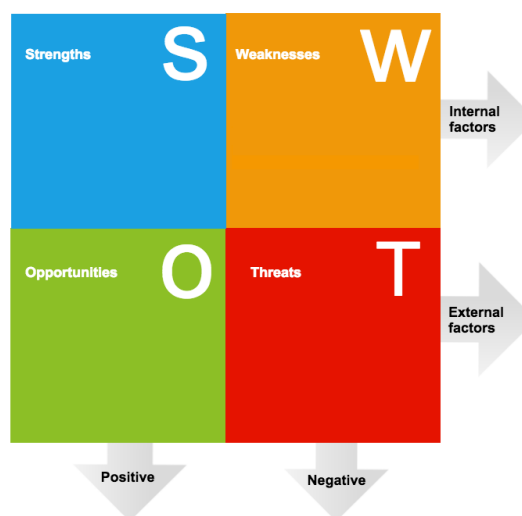 Strengths
S
Weaknesses
W
Internal
factors
Opportunities
O
Threats
T
External
factors
Positive
Negative